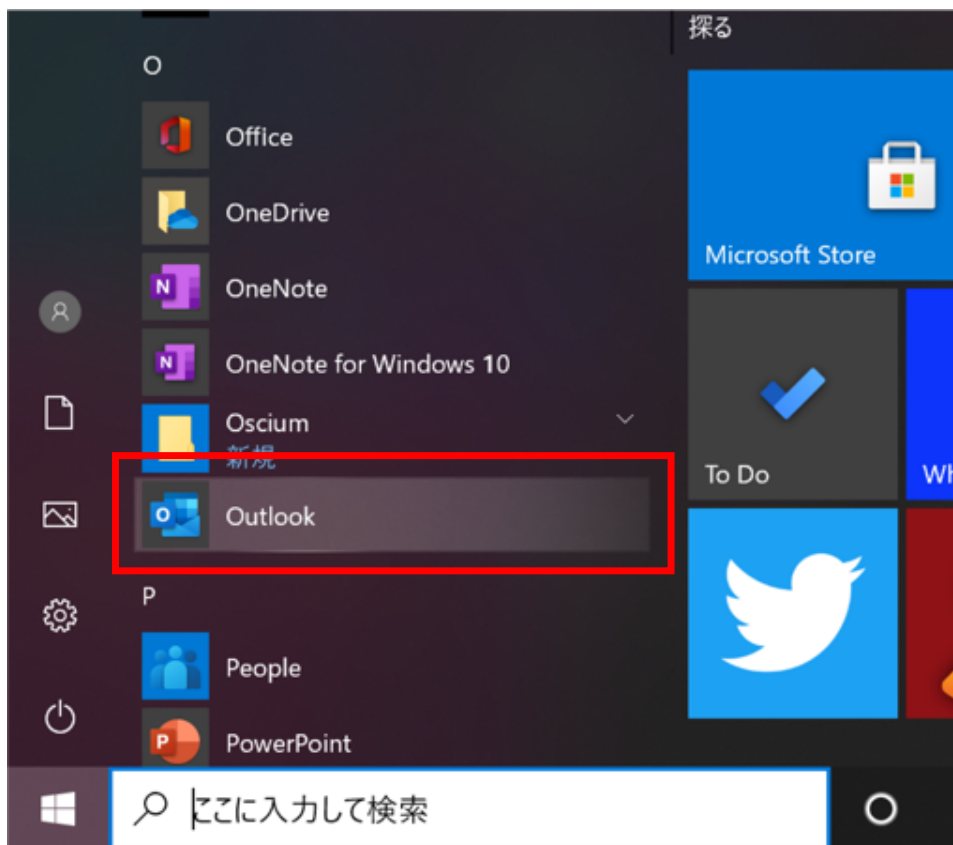 O
Office
OneDrive
OneNote
OneNote for Windows 10
Oscium
新規
Outlook
P
People
PowerPoint
探る
Microsoft Store
To Do
Wh
ここに入力して検索